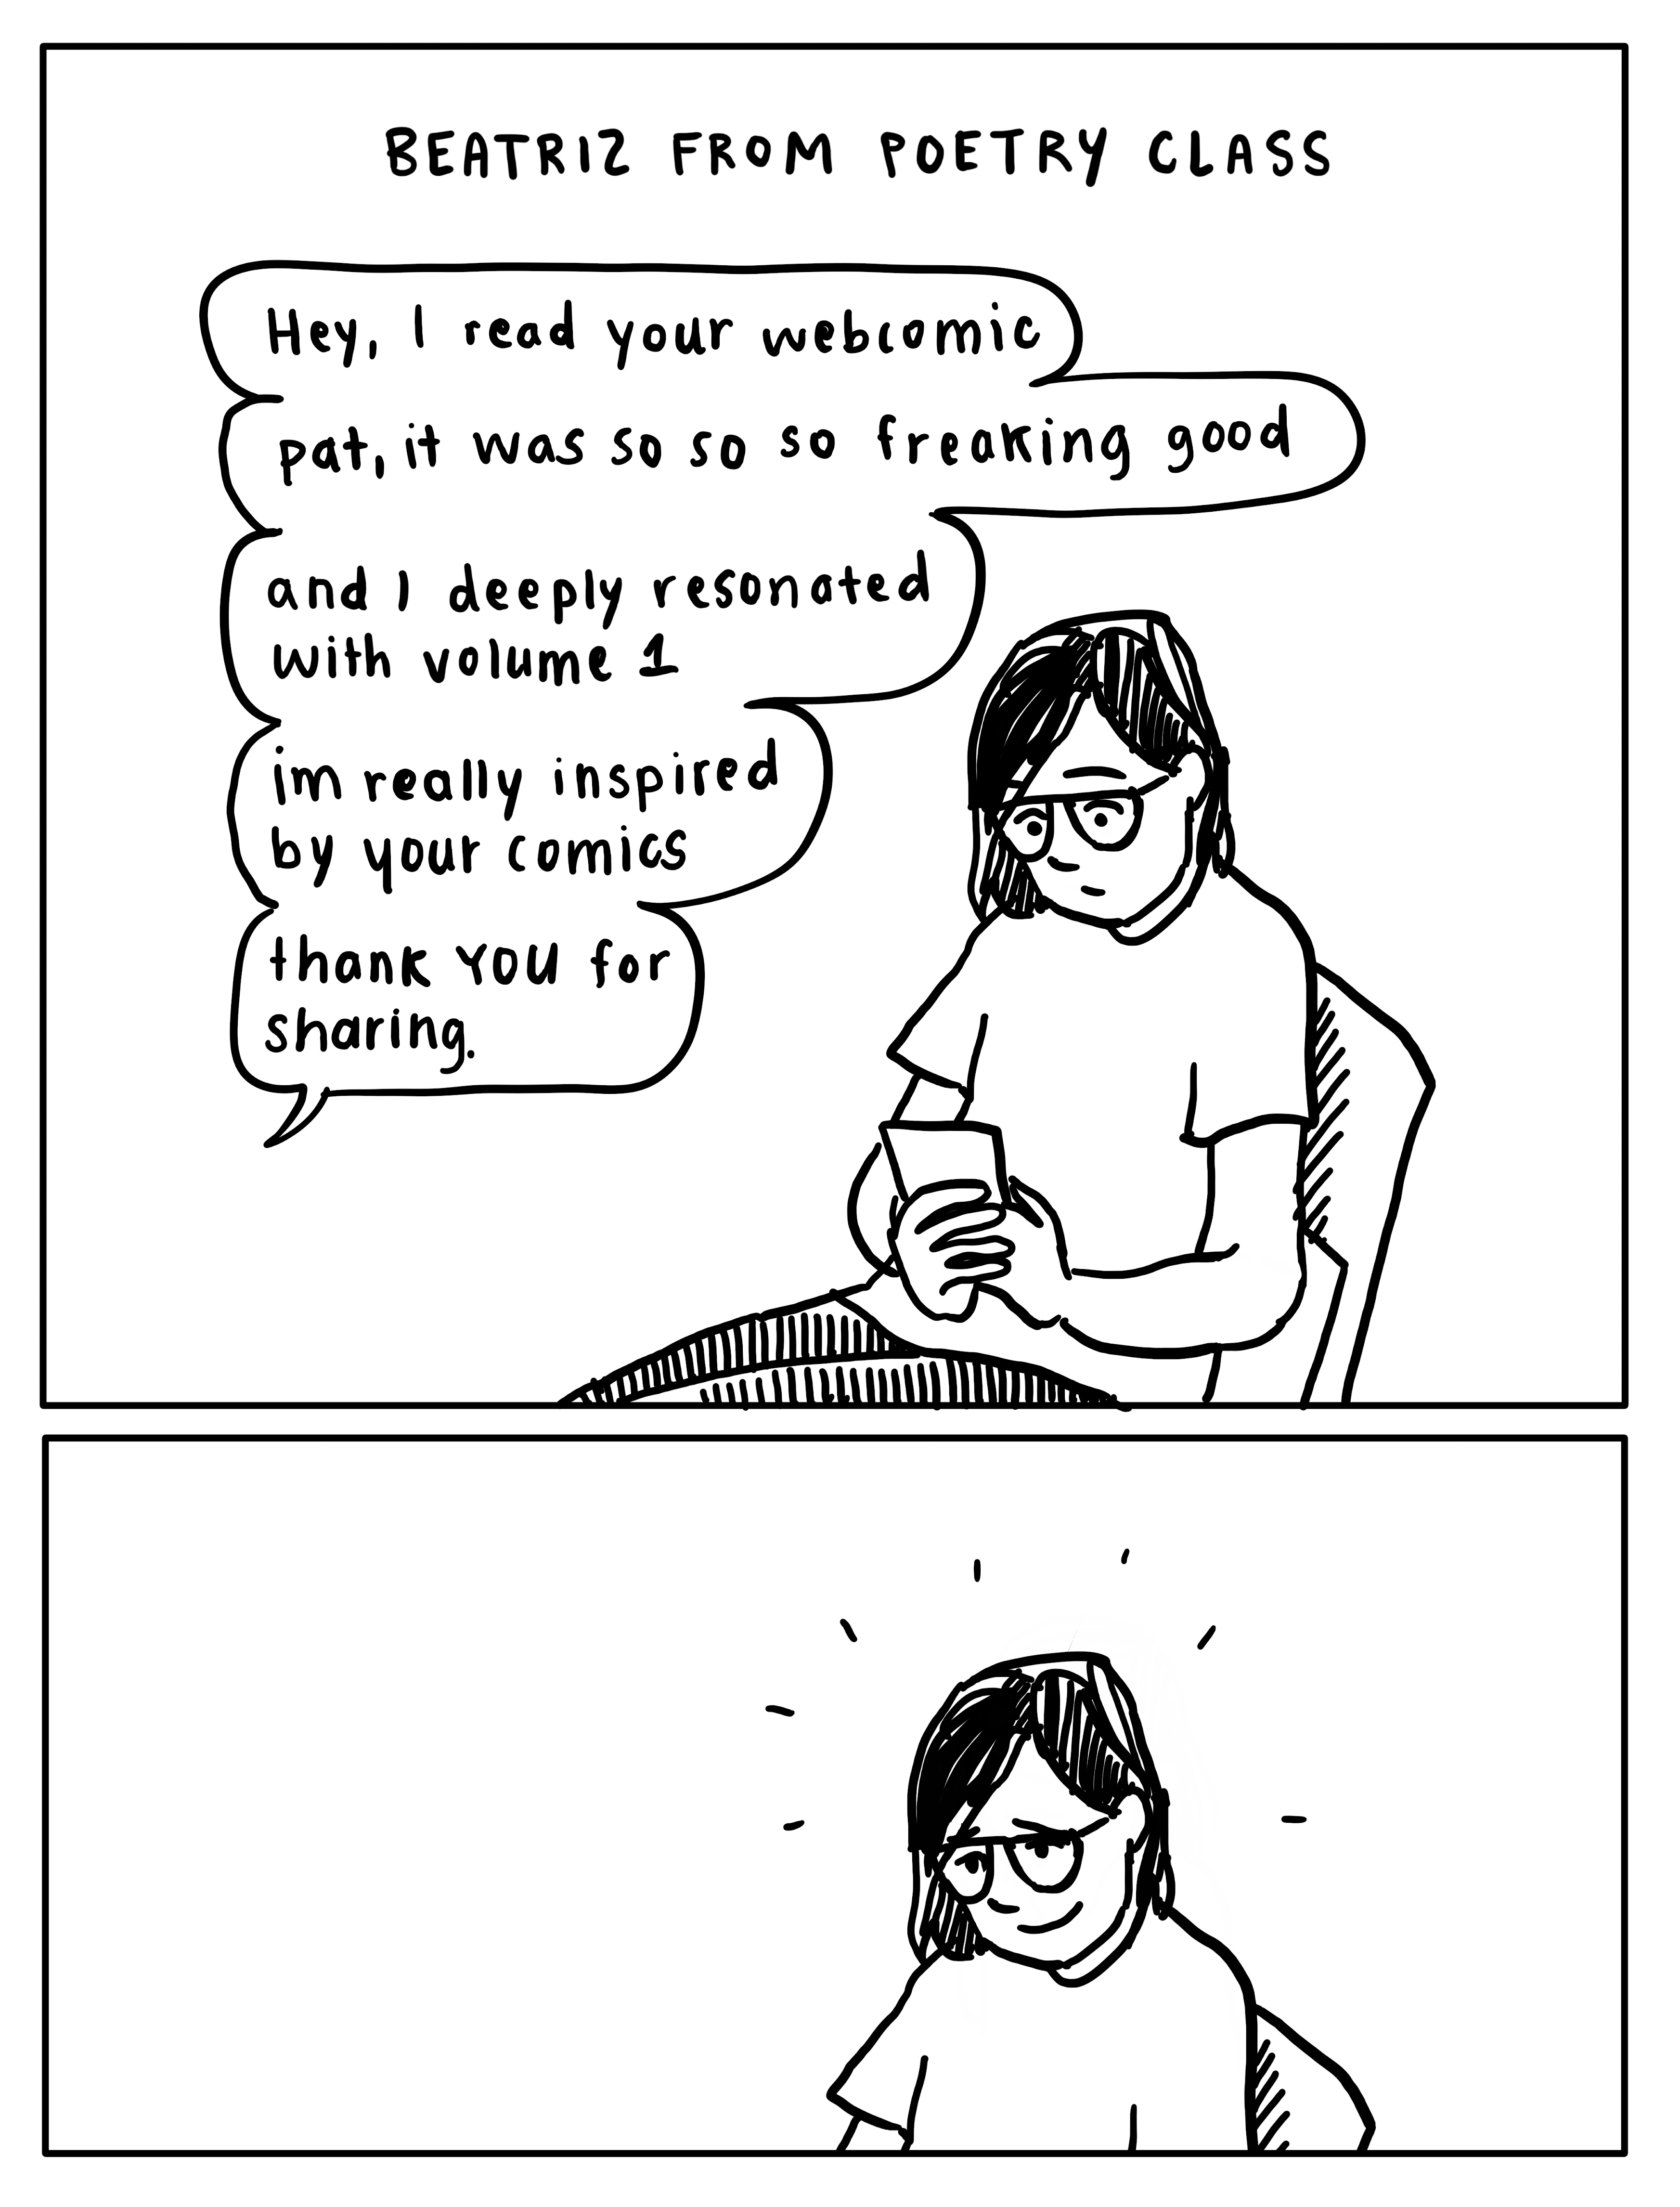 BEATRIZ FROM POETRY CLASS
Hey, I read your webcomic
pat, it was so so so freaking good
and I deeply resonated
with volume 1
im really inspired
by your comics
thank YOU for
sharing.